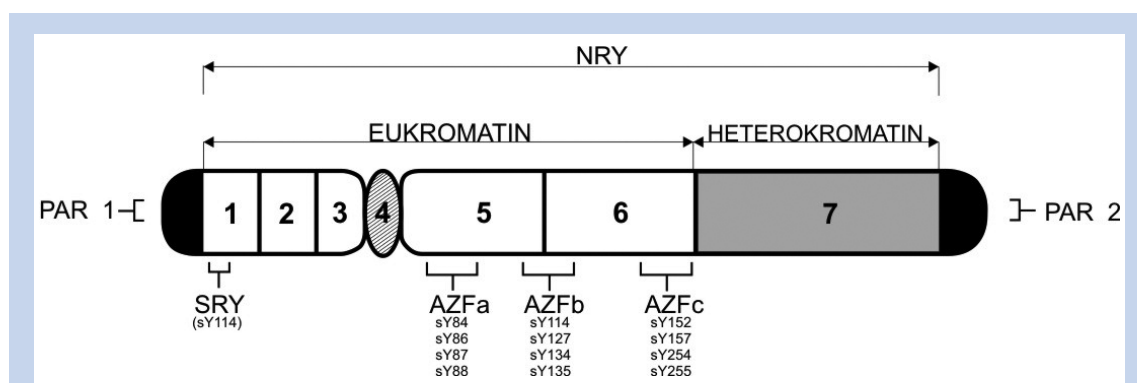 NRY
EUKROMATIN
HETEROKROMATIN
PAR 1
1
2
3
4
5
6
7
PAR 2
SRY
(sY114)
AZFa
sY84
sY86
sY87
sY88
AZFb
sY114
sY127
sY134
sY135
AZFc
sY152
sY157
sY254
sY255